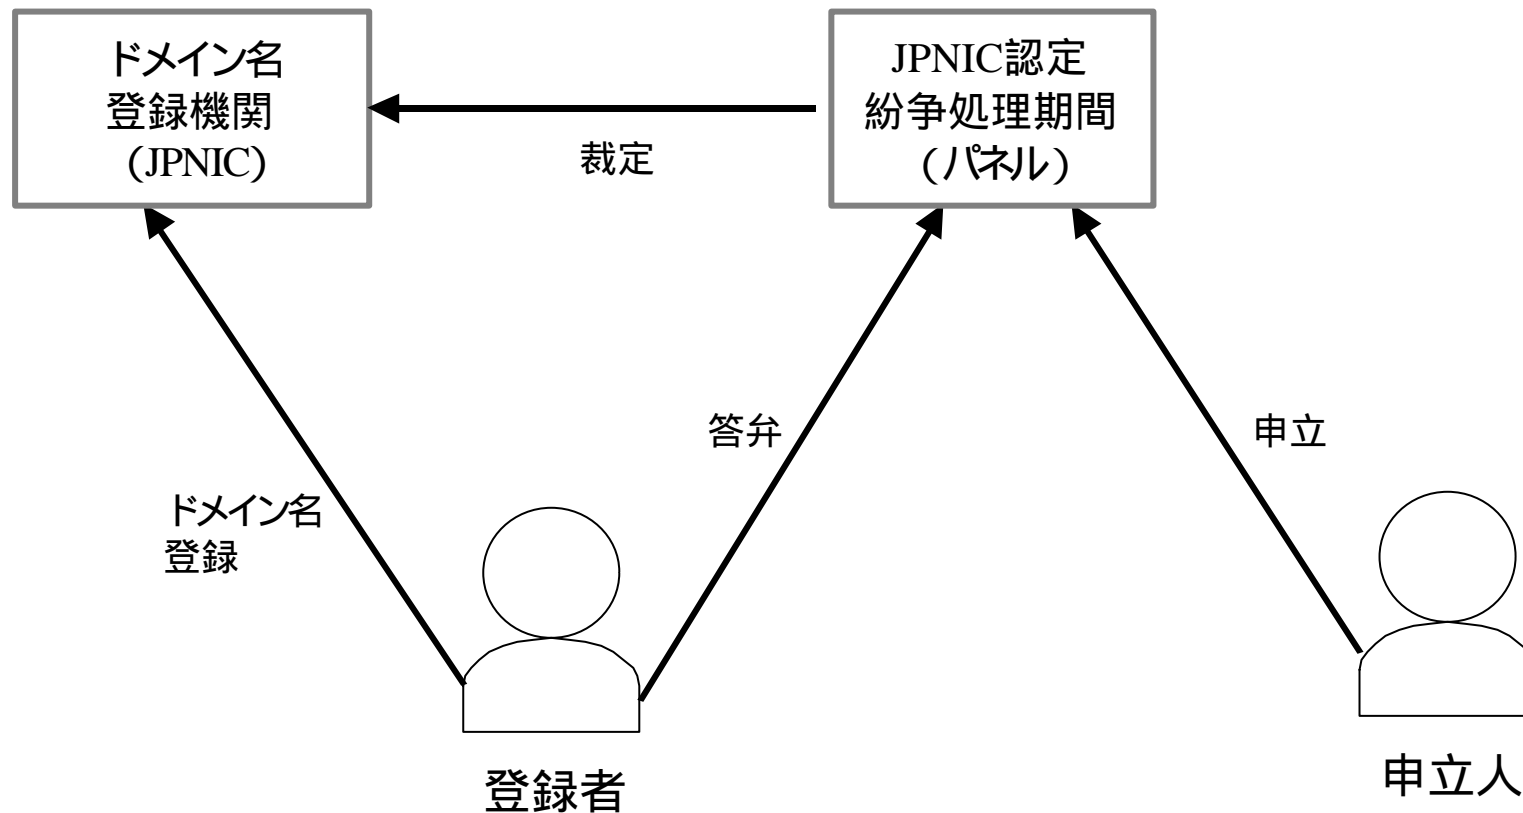 ドメイン名
登録機関
(JPNIC)
JPNIC認定
紛争処理期間
(パネル)
裁定
答弁
申立
ドメイン名
登録
登録者
申立人